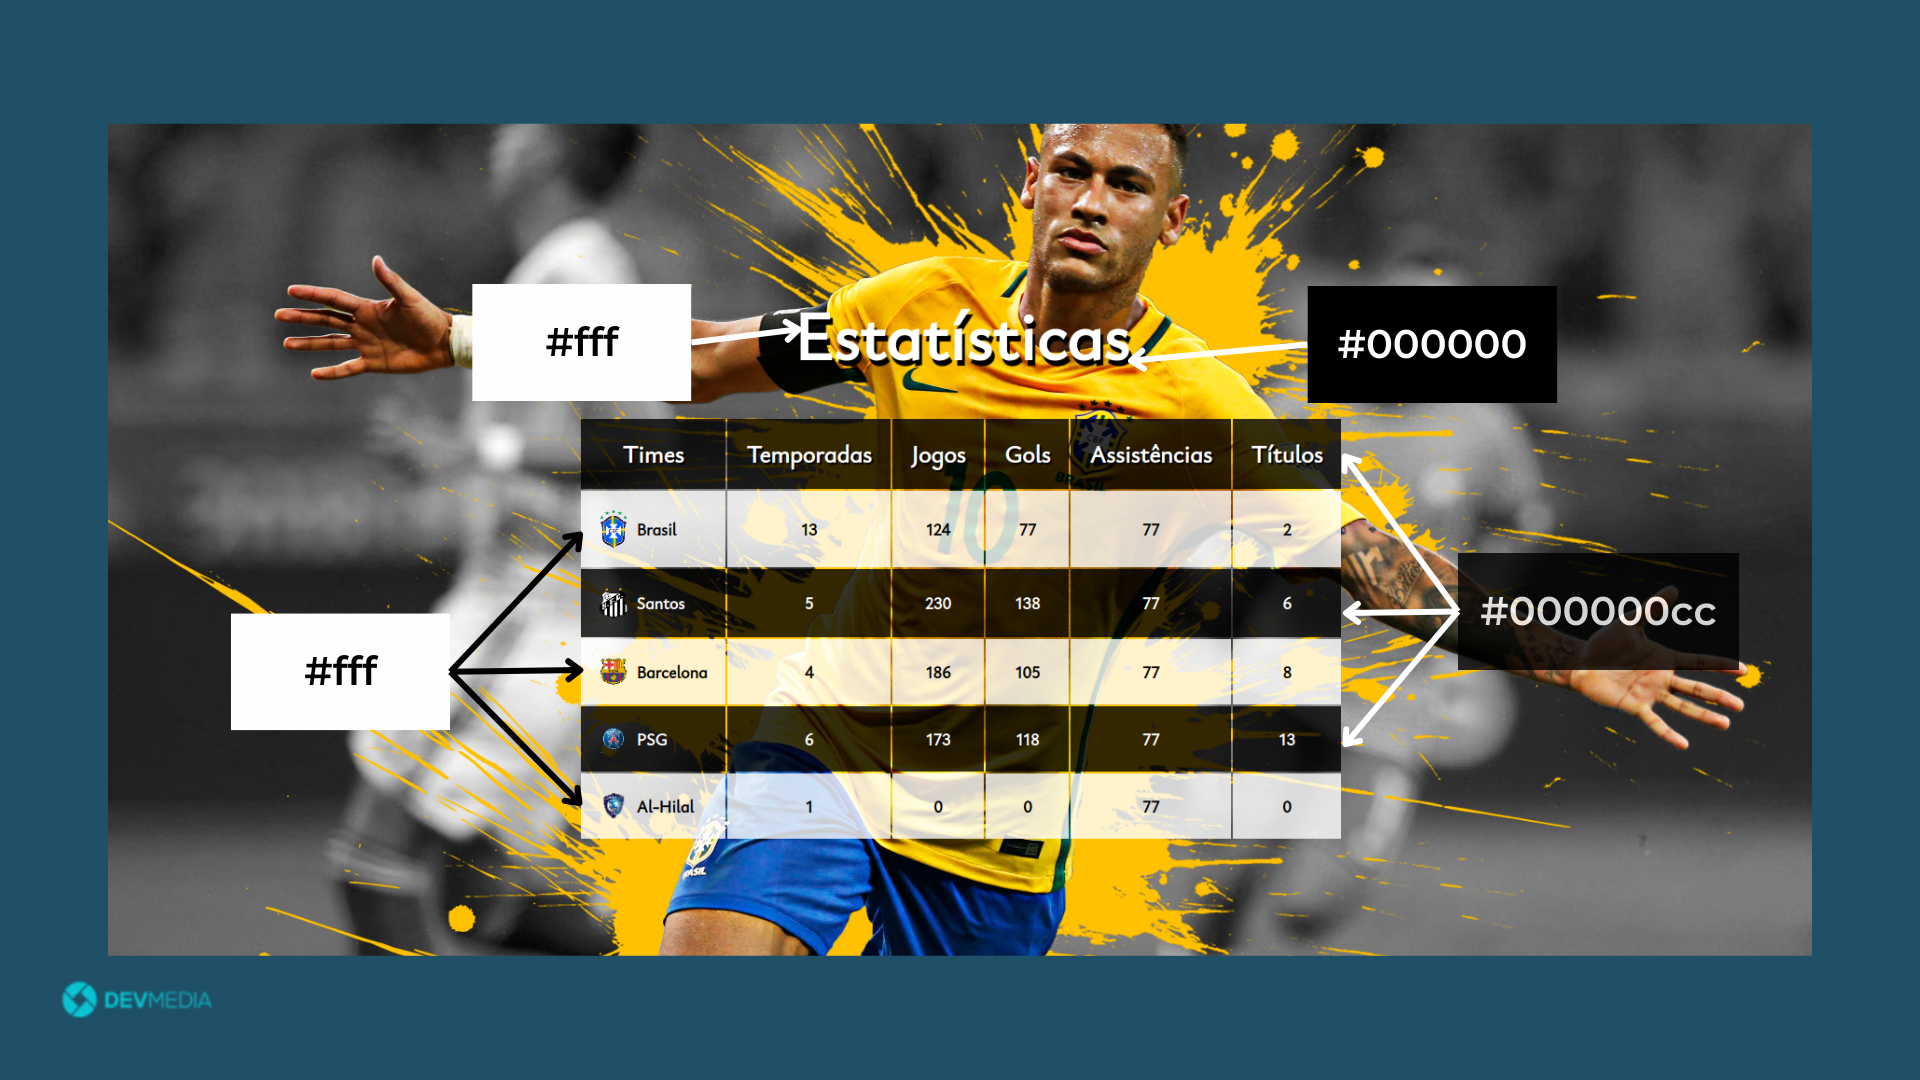 #fff
Estatísticas
#000000
Times Temporadas Jogos Gols Assistências Títulos
10
BRASIL
Brasil 13 124 77 77 2
Santos 5 230 138 77 6
#000000cc
#fff
Barcelona 4 186 105 77 8
PSG 6 173 118 77 13
Al-Hilal 1 0 0 77 0
DEVMEDIA